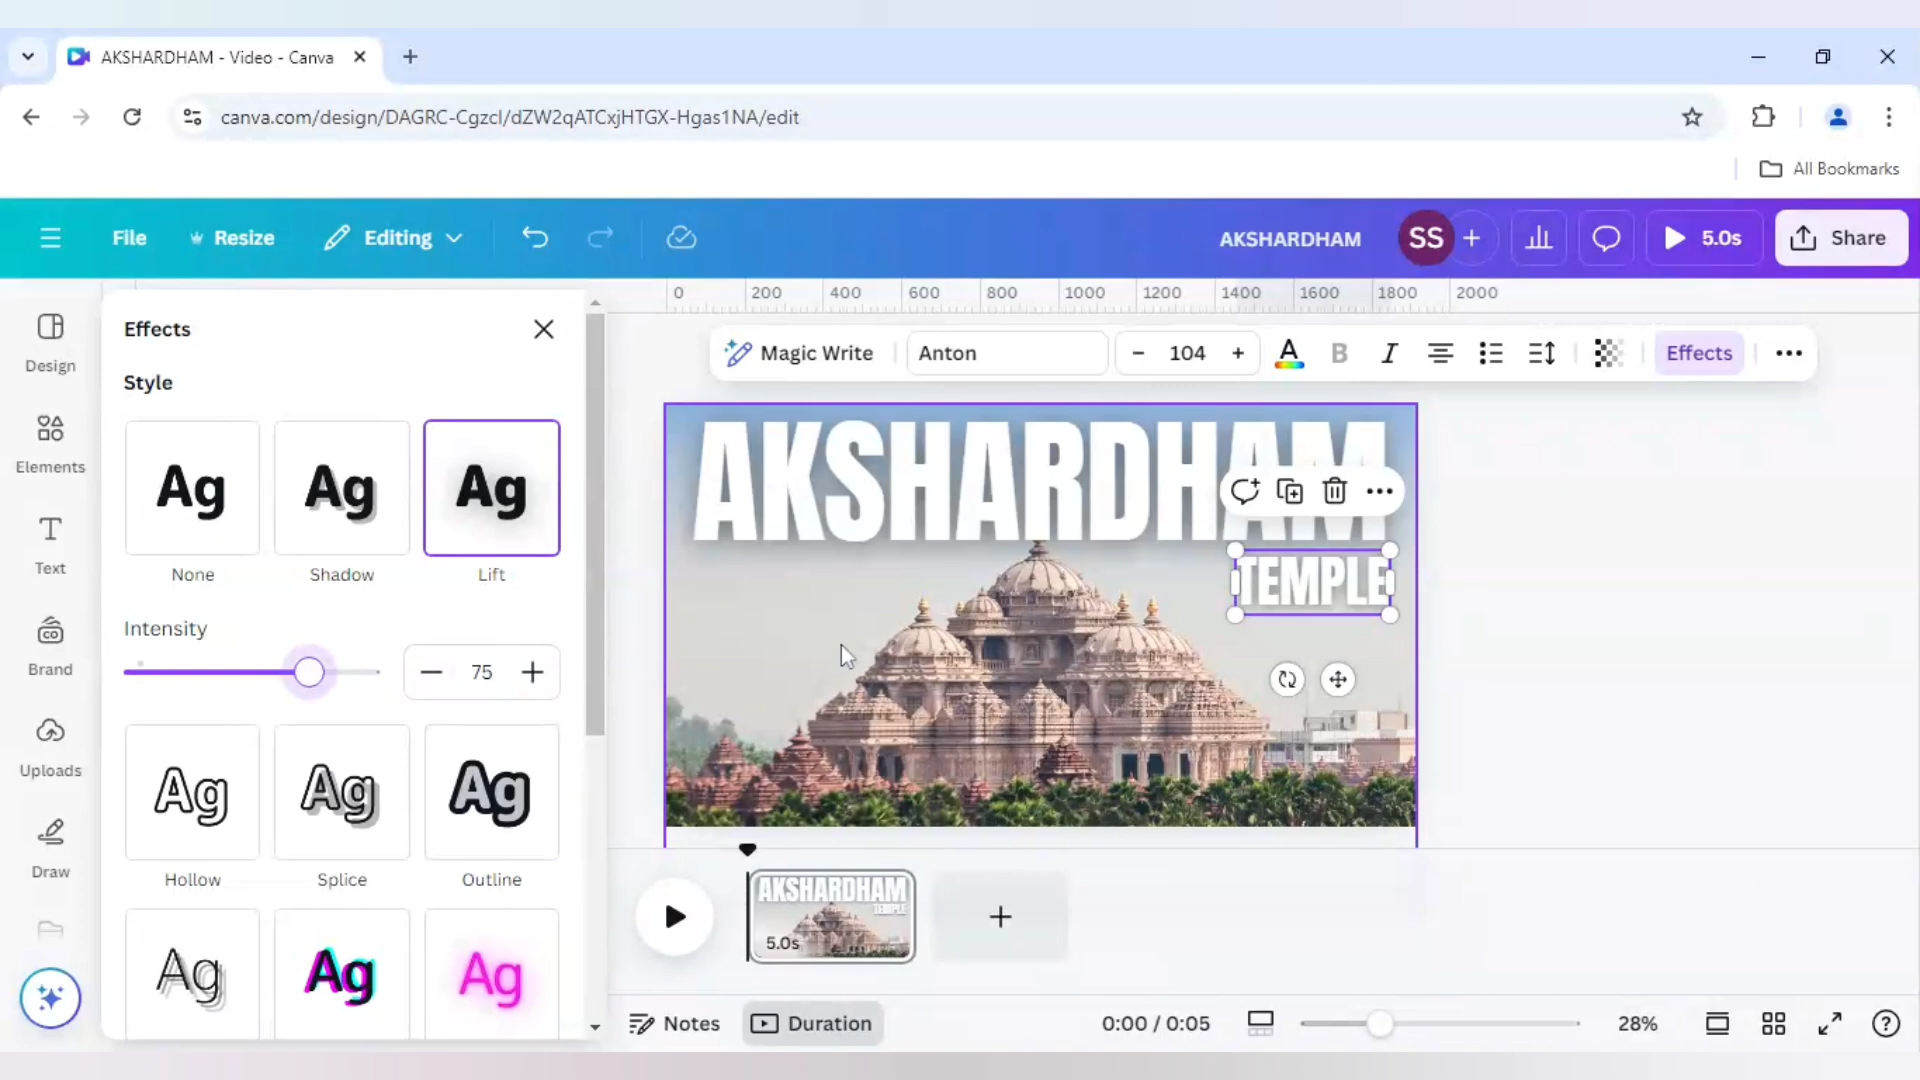 AKSHARDHAM - Video - Canva
canva.com/design/DAGRC-Cgzcl/dZW2qATCxjHTGX-Hgas1NA/edit
All Bookmarks
File
Resize
Editing
AKSHARDHAM
SS
5.0s
Share
0
200
400
600
800
1000
1200
1400
1600
1800
2000
Design
Elements
Text
Brand
CO
Uploads
Draw
Effects
Style
Ag
Ag
Ag
None
Shadow
Lift
Intensity
75
Ag
Ag
Ag
Hollow
Splice
Outline
Ag
Ag
Ag
Magic Write
Anton
104
A
B
I
Effects
AKSHARDHAM
TEMPLE
AKSHARDHAM
TEMPLE
5.0s
Notes
Duration
0:00 / 0:05
28%